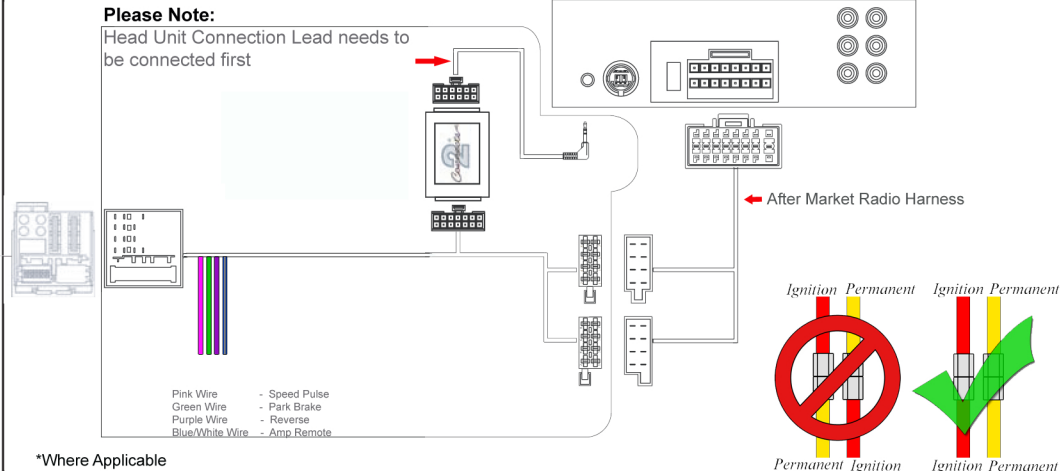 Please Note:
Head Unit Connection Lead needs to
be connected first
Connects 2
After Market Radio Harness
Ignition Permanent Ignition Permanent
Pink Wire - Speed Pulse
Green Wire - Park Brake
Purple Wire - Reverse
Blue/White Wire - Amp Remote
Permanent Ignition Ignition Permanent
*Where Applicable